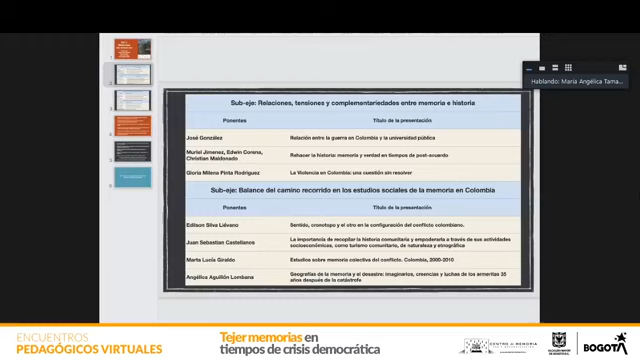 Hablando: María Angélica Tama...
Sub-eje: Relaciones, tensiones y complementariedades entre memoria e historia
Ponentes
Título de la presentación
José González
Relación entre la guerra en Colombia y la universidad pública
Muriel Jimenez, Edwin Corena,
Christian Maldonado
Rehacer la historia: memoria y verdad en tiempos de post-acuerdo
Gloria Milena Pinta Rodriguez
La Violencia en Colombia: una cuestión sin resolver
Sub-eje: Balance del camino recorrido en los estudios sociales de la memoria en Colombia
Ponentes
Título de la presentación
Edilson Silva Liévano
Sentido, cronotopo y el otro en la configuración del conflicto colombiano.
Juan Sebastian Castellanos
La importancia de recopilar la historia comunitaria y empoderarla a través de sus actividades
socioeconómicas, como turismo comunitario, de naturaleza y etnográfica
Marta Lucía Giraldo
Estudios sobre memoria colectiva del conflicto. Colombia, 2000-2010
Angélica Aguillón Lombana
Geografías de la memoria y el desastre: imaginarios, creencias y luchas de los armeritas 35
años después de la catástrofe
ENCUENTROS
PEDAGÓGICOS VIRTUALES
Tejer memorias en
tiempos de crisis democrática
CENTRO DE MEMORIA
BOGOTÁ